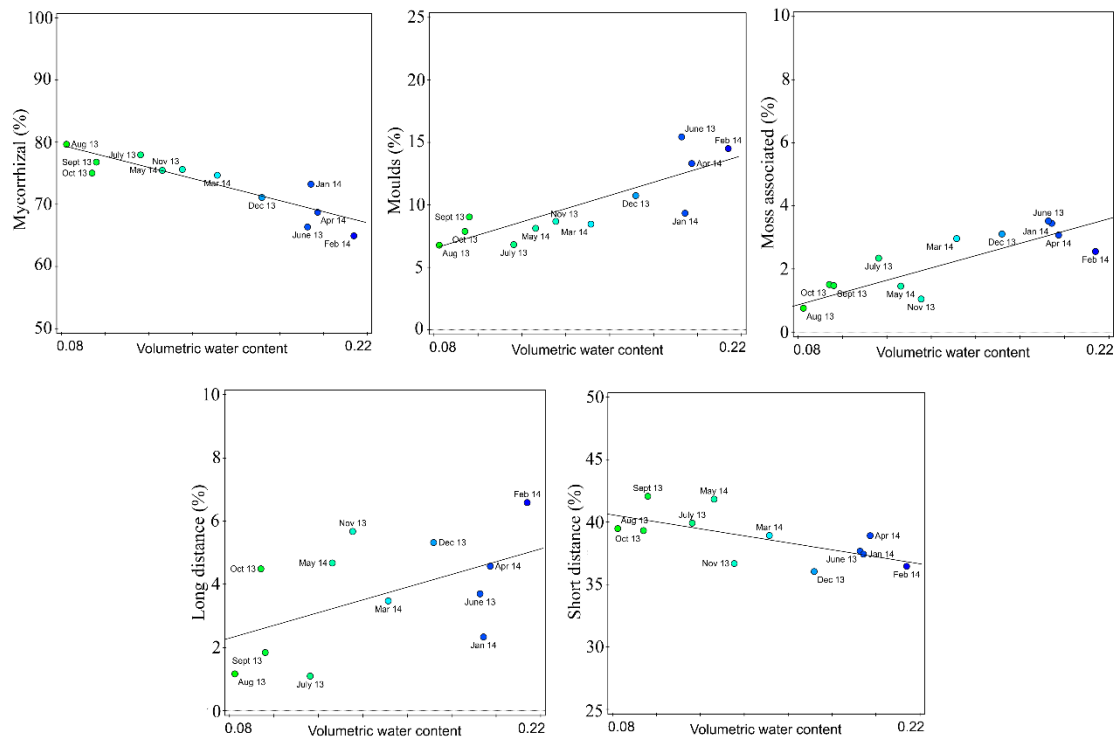 100
90
80
70
60
50
Mycorrhizal (%)
Aug 13
Sept 13
Oct 13
July 13
May 14
Nov 13
Mar 14
Dec 13
Jan 14
Apr 14
June 13
Feb 14
0.08
Volumetric water content
0.22
25
20
15
10
5
0
Moulds (%)
Sept 13
Oct 13
Aug 13
July 13
May 14
Nov 13
Mar 14
Dec 13
June 13
Feb 14
Apr 14
Jan 14
0.08
Volumetric water content
0.22
10
8
6
4
2
0
Moss associated (%)
Oct 13
Sept 13
Aug 13
July 13
May 14
Nov 13
Mar 14
Dec 13
June 13
Jan 14
Apr 14
Feb 14
0.08
Volumetric water content
0.22
10
8
6
4
2
0
Long distance (%)
Oct 13
Sept 13
Aug 13
July 13
May 14
Nov 13
Mar 14
Dec 13
Feb 14
Apr 14
June 13
Jan 14
0.08
Volumetric water content
0.22
50
45
40
35
30
25
Short distance (%)
Sept 13
Aug 13
Oct 13
July 13
May 14
Nov 13
Mar 14
Dec 13
Apr 14
June 13
Jan 14
Feb 14
0.08
Volumetric water content
0.22